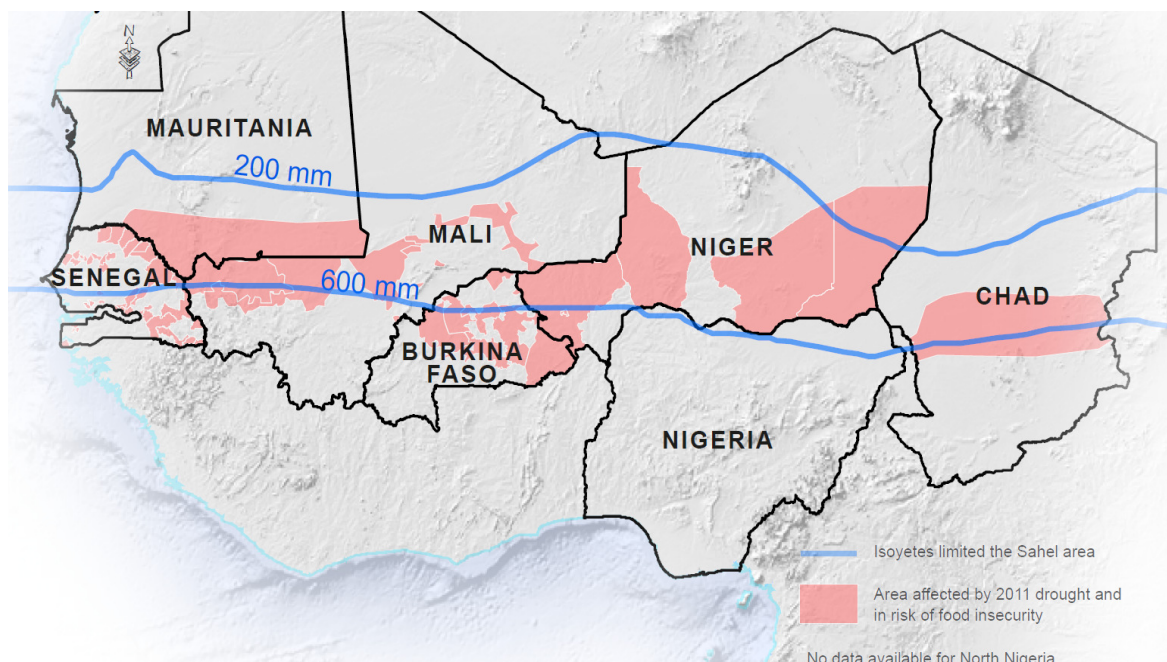 N
MAURITANIA
200 mm
MALI
NIGER
SENEGAL
600 mm
CHAD
BURKINA
FASO
NIGERIA
Isoyetes limited the Sahel area
Area affected by 2011 drought and
in risk of food insecurity
No data available for North Nigeria